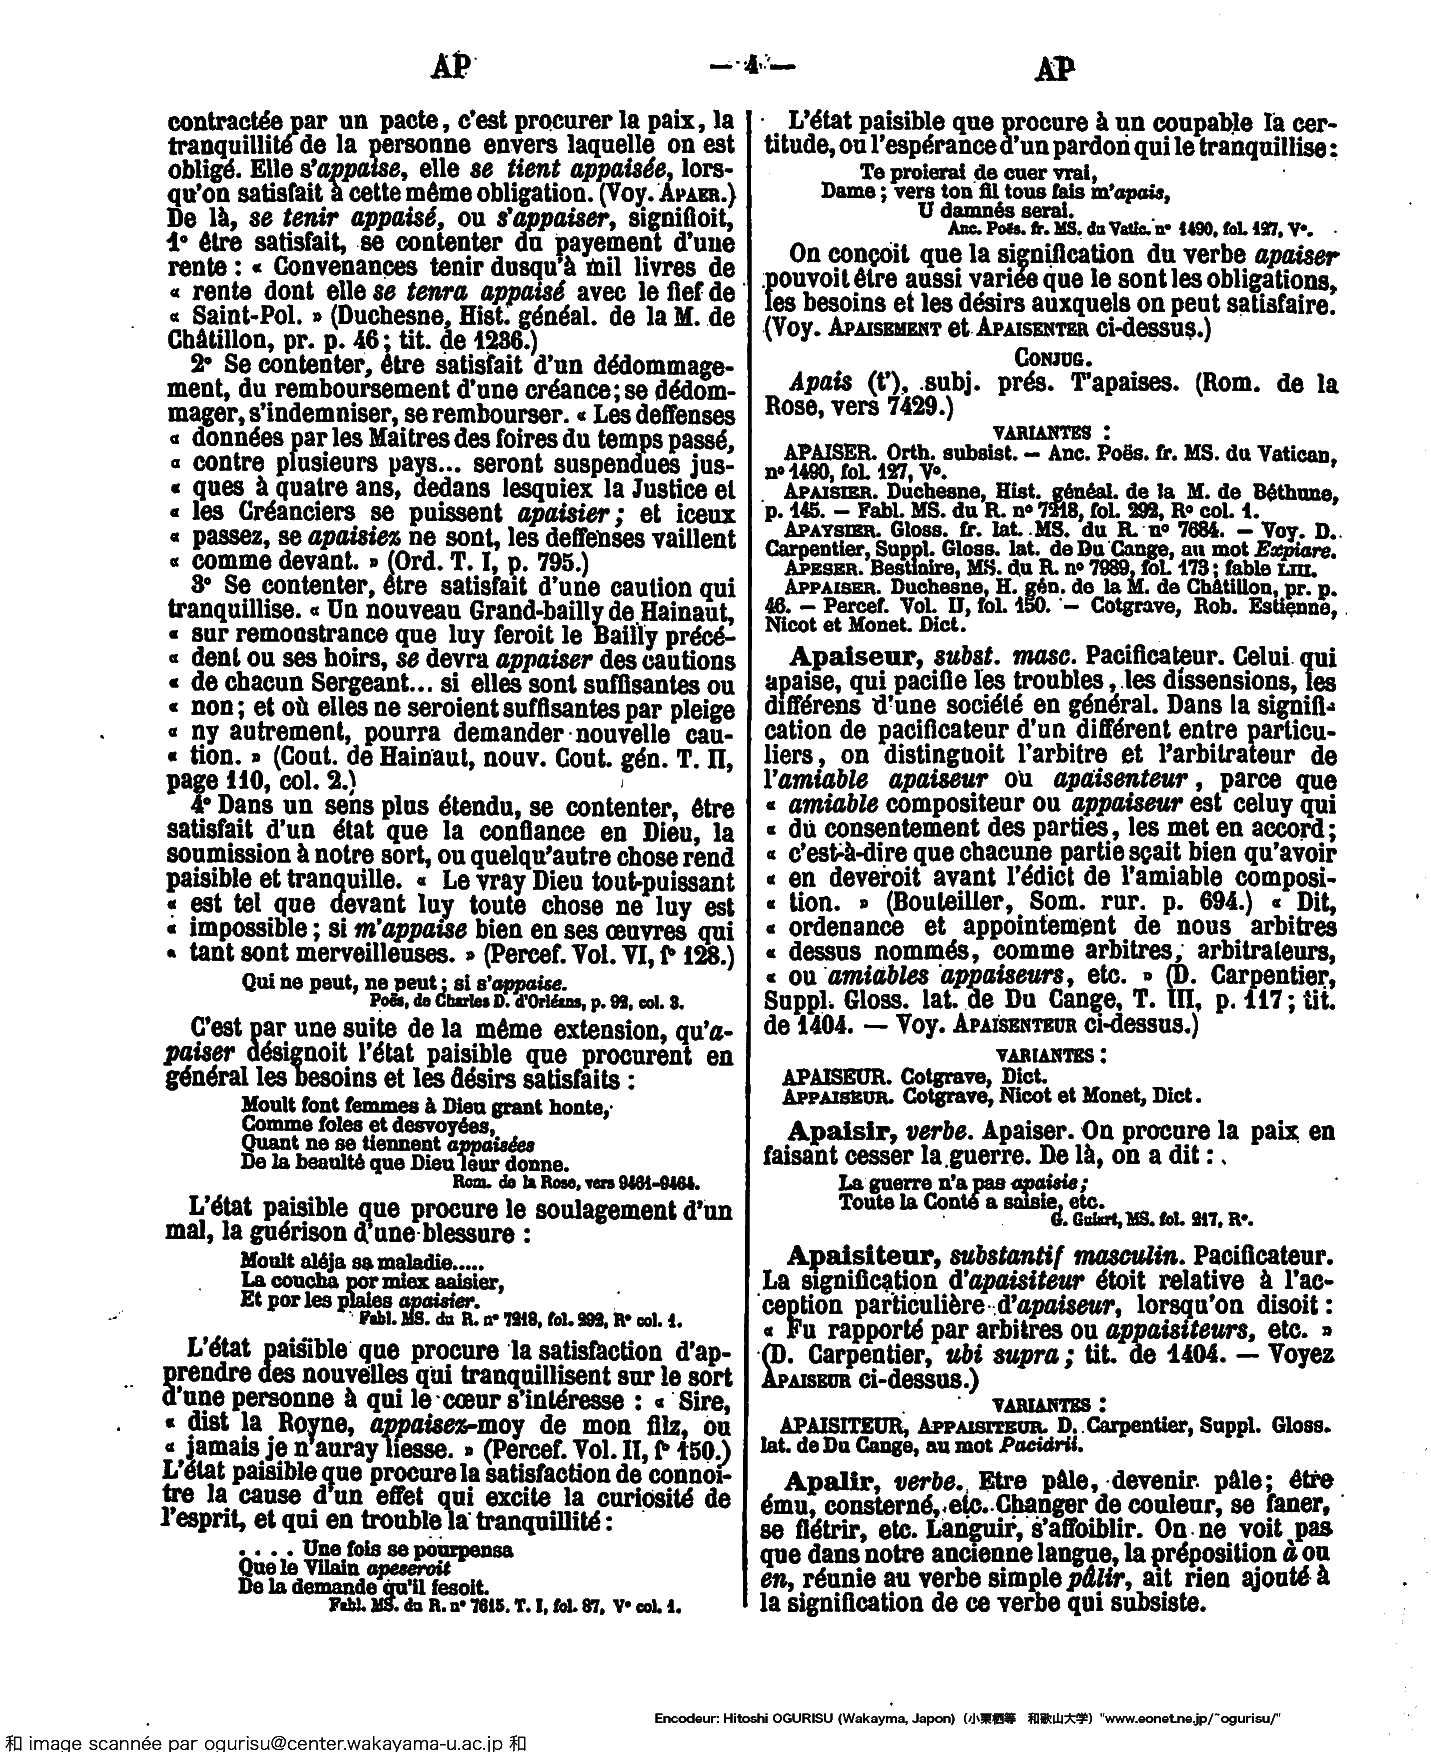 AP
— 4 —
AP
contractée par un pacte, c'est procurer la paix, la
tranquillité de la personne envers laquelle on est
obligé. Elle s'appaise, elle se tient appaisée, lors-
qu'on satisfait à cette même obligation. (Voy. APAER.)
De là, se tenir appaisé, ou s'appaiser, signifioit,
1° être satisfait, se contenter du payement d'une
rente : « Convenances tenir dusqu'à mil livres de
« rente dont elle se tenra appaisé avec le fief de
« Saint-Pol. » (Duchesne, Hist. généal. de la M. de
Châtillon, pr. p. 46 ; tit. de 1236.)
2° Se contenter, être satisfait d'un dédommage-
ment, du remboursement d'une créance ; se dédom-
mager, s'indemniser, se rembourser. « Les deffenses
« données par les Maitres des foires du temps passé,
« contre plusieurs pays... seront suspendues jus-
« ques à quatre ans, dedans lesquiex la Justice et
« les Créanciers se puissent apaisier ; et iceux
« passez, se apaisiez ne sont, les deffenses vaillent
« comme devant. » (Ord. T. I, p. 795.)
3° Se contenter, être satisfait d'une caution qui
tranquillise. « Un nouveau Grand-bailly de Hainaut,
« sur remonstrance que luy feroit le Bailly précé-
« dent ou ses hoirs, se devra appaiser des cautions
« de chacun Sergeant... si elles sont suffisantes ou
« non ; et où elles ne seroient suffisantes par pleige
« ny autrement, pourra demander nouvelle cau-
« tion. » (Cout. de Hainaut, nouv. Cout. gén. T. II,
page 110, col. 2.)
4° Dans un sens plus étendu, se contenter, être
satisfait d'un état que la confiance en Dieu, la
soumission à notre sort, ou quelqu'autre chose rend
paisible et tranquille. « Le vray Dieu tout-puissant
« est tel que devant luy toute chose ne luy est
« impossible ; si m'appaise bien en ses œuvres qui
« tant sont merveilleuses. » (Percef. Vol. VI, f° 128.)
Qui ne peut, ne peut ; si s'appaise.
Poës, de Charles D. d'Orléans, p. 92, col. 3.
C'est par une suite de la même extension, qu'a-
paiser désignoit l'état paisible que procurent en
général les besoins et les désirs satisfaits :
Moult font femmes à Dieu grant honte,
Comme foles et desvoyées,
Quant ne se tiennent appaisées
De la beaulté que Dieu leur donne.
Rom. de la Rose, vers 9461-9464.
L'état paisible que procure le soulagement d'un
mal, la guérison d'une blessure :
Moult aléja sa maladie.....
La coucha por miex aaisier,
Et por les plaies apaisier.
Fabl. MS. du R. n° 7218, fol. 292, R° col. 1.
L'état paisible que procure la satisfaction d'ap-
prendre des nouvelles qui tranquillisent sur le sort
d'une personne à qui le cœur s'intéresse : « Sire,
« dist la Royne, appaisez-moy de mon filz, ou
« jamais je n'auray liesse. » (Percef. Vol. II, f° 150.)
L'état paisible que procure la satisfaction de connoi-
tre la cause d'un effet qui excite la curiosité de
l'esprit, et qui en trouble la tranquillité :
. . . . Une fois se pourpensa
Que le Vilain apeseroit
De la demande qu'il fesoit.
Fabl. MS. du R. n° 7615. T. I, fol. 87, V° col. 1.
L'état paisible que procure à un coupable la cer-
titude, ou l'espérance d'un pardon qui le tranquillise :
Te proierai de cuer vrai,
Dame ; vers ton fil tous fais m'apais,
U damnés serai.
Anc. Poës. fr. MS. du Vatic. n° 1490, fol. 127, V°.
On conçoit que la signification du verbe apaiser
pouvoit être aussi variée que le sont les obligations,
les besoins et les désirs auxquels on peut satisfaire.
(Voy. APAISEMENT et APAISENTER ci-dessus.)
CONJUG.
Apais (t'), subj. prés. T'apaises. (Rom. de la
Rose, vers 7429.)
VARIANTES :
APAISER. Orth. subsist. — Anc. Poës. fr. MS. du Vatican,
n° 1490, fol. 127, V°.
APAISIER. Duchesne, Hist. généal. de la M. de Béthune,
p. 145. — Fabl. MS. du R. n° 7218, fol. 292, R° col. 1.
APAYSIER. Gloss. fr. lat. MS. du R. n° 7684. — Voy. D.
Carpentier, Suppl. Gloss. lat. de Du Cange, au mot Expiare.
APESER. Bestiaire, MS. du R. n° 7989, fol. 173 ; fable LIII.
APPAISER. Duchesne, H. gén. de la M. de Châtillon, pr. p.
46. — Percef. Vol. II, fol. 150. — Cotgrave, Rob. Estienne,
Nicot et Monet. Dict.
Apaiseur, subst. masc. Pacificateur. Celui qui
apaise, qui pacifie les troubles, les dissensions, les
différens d'une société en général. Dans la signifi-
cation de pacificateur d'un différent entre particu-
liers, on distinguoit l'arbitre et l'arbitrateur de
l'amiable apaiseur ou apaisenteur, parce que
« amiable compositeur ou appaiseur est celuy qui
« du consentement des parties, les met en accord ;
« c'est-à-dire que chacune partie sçait bien qu'avoir
« en deveroit avant l'édict de l'amiable composi-
« tion. » (Bouteiller, Som. rur. p. 694.) « Dit,
« ordenance et appointement de nous arbitres
« dessus nommés, comme arbitres, arbitrateurs,
« ou amiables appaiseurs, etc. » (D. Carpentier,
Suppl. Gloss. lat. de Du Cange, T. III, p. 117 ; tit.
de 1404. — Voy. APAISENTEUR ci-dessus.)
VARIANTES :
APAISEUR. Cotgrave, Dict.
APPAISEUR. Cotgrave, Nicot et Monet, Dict.
Apaisir, verbe. Apaiser. On procure la paix en
faisant cesser la guerre. De là, on a dit :
La guerre n'a pas apaisie ;
Toute la Conté a saisie, etc.
G. Guiart, MS. fol. 217, R°.
Apaisiteur, substantif masculin. Pacificateur.
La signification d'apaisiteur étoit relative à l'ac-
ception particulière d'apaiseur, lorsqu'on disoit :
« Fu rapporté par arbitres ou appaisiteurs, etc. »
(D. Carpentier, ubi supra ; tit. de 1404. — Voyez
APAISEUR ci-dessus.)
VARIANTES :
APAISITEUR, APPAISITEUR. D. Carpentier, Suppl. Gloss.
lat. de Du Cange, au mot Paciarii.
Apalir, verbe. Etre pâle, devenir pâle ; être
ému, consterné, etc. Changer de couleur, se faner,
se flétrir, etc. Languir, s'affoiblir. On ne voit pas
que dans notre ancienne langue, la préposition à ou
en, réunie au verbe simple pâlir, ait rien ajouté à
la signification de ce verbe qui subsiste.
Encodeur: Hitoshi OGURISU (Wakayma, Japon) (小栗栖等 和歌山大学) "www.eonet.ne.jp/~ogurisu/"
和 image scannée par ogurisu@center.wakayama-u.ac.jp 和